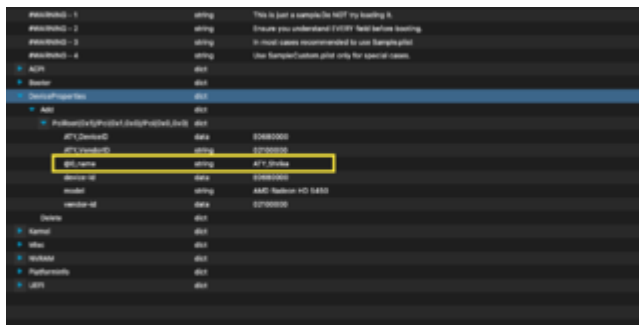 #WARNING - 1 string This is just a sample. Do NOT try loading it.
#WARNING - 2 string Ensure you understand EVERY field before booting.
#WARNING - 3 string In most cases recommended to use Sample.plist
#WARNING - 4 string Use SampleCustom.plist only for special cases.
ACPI dict
Booter dict
DeviceProperties dict
Add dict
PciRoot(0x1)/Pci(0x1,0x0)/Pci(0x0,0x0) dict
ATY,DeviceID data
ATY,VendorID string 02100000
@0,name string ATY,Shrike
device-id data
model string AMD Radeon HD 5450
vendor-id data 02100000
Delete dict
Kernel dict
Misc dict
NVRAM dict
PlatformInfo dict
UEFI dict